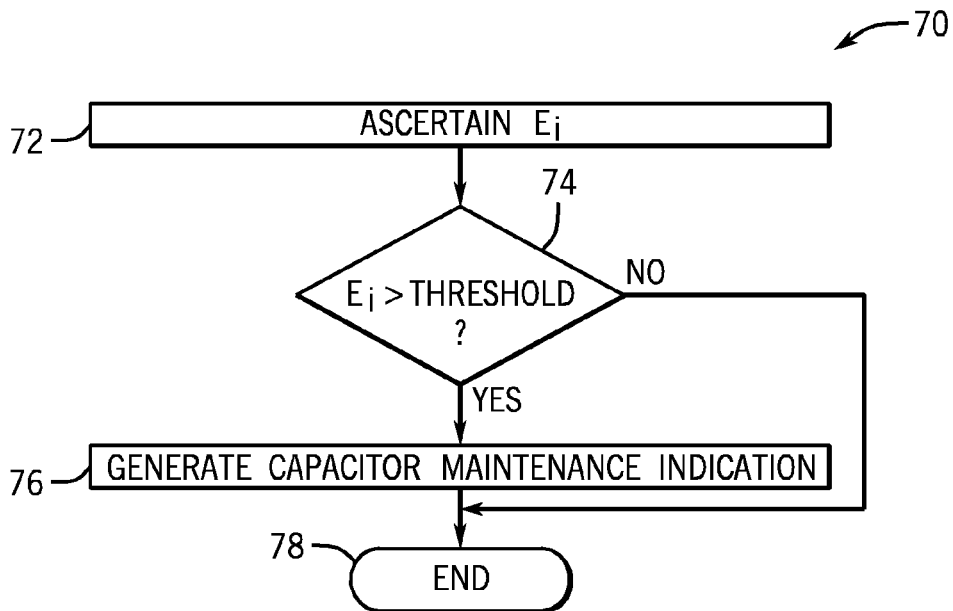 70
72
ASCERTAIN Ei
74
Ei > THRESHOLD
?
NO
YES
76
GENERATE CAPACITOR MAINTENANCE INDICATION
78
END